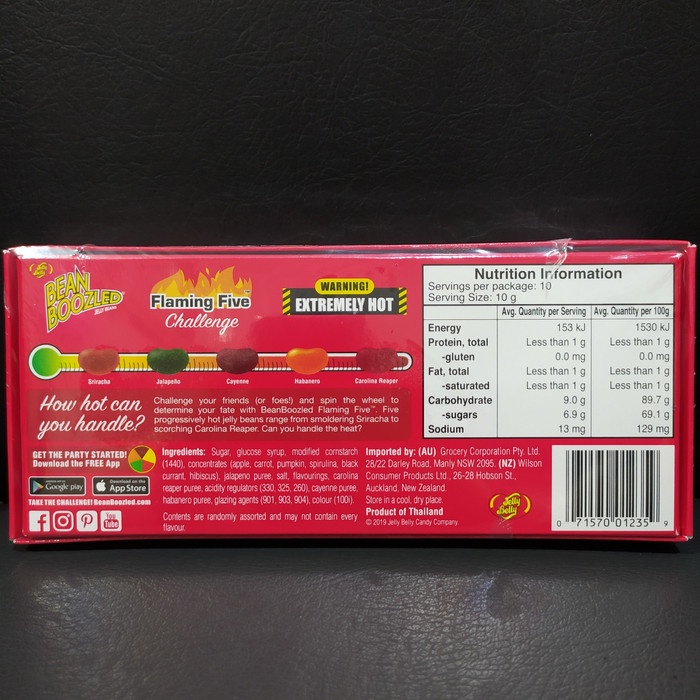 BEAN
BOOZLED®
Flaming Five™
Challenge
WARNING!
EXTREMELY HOT
Sriracha
Jalapeño
Cayenne
Habanero
Carolina Reaper
How hot can
you handle?
Challenge your friends (or foes!) and spin the wheel to
determine your fate with BeanBoozled Flaming Five™. Five
progressively hot jelly beans range from smoldering Sriracha to
scorching Carolina Reaper. Can you handle the heat?
GET THE PARTY STARTED!
Download the FREE App
Google play
Download on the
App Store
TAKE THE CHALLENGE! BeanBoozled.com
You
Tube
Ingredients: Sugar, glucose syrup, modified cornstarch
(1440), concentrates (apple, carrot, pumpkin, spirulina, black
currant, hibiscus), jalapeno puree, salt, flavourings, carolina
reaper puree, acidity regulators (330, 325, 260), cayenne puree,
habanero puree, glazing agents (901, 903, 904), colour (100).
Contents are randomly assorted and may not contain every
flavour.
Imported by: (AU) Grocery Corporation Pty. Ltd.
28/22 Darley Road, Manly NSW 2095. (NZ) Wilson
Consumer Products Ltd., 26-28 Hobson St.,
Auckland, New Zealand.
Store in a cool, dry place.
Product of Thailand
© 2019 Jelly Belly Candy Company
Jelly
Belly
Nutrition Information
Servings per package: 10
Serving Size: 10 g
Avg. Quantity per Serving Avg. Quantity per 100g
Energy 153 kJ 1530 kJ
Protein, total Less than 1 g Less than 1 g
-gluten 0.0 mg 0.0 mg
Fat, total Less than 1 g Less than 1 g
-saturated Less than 1 g Less than 1 g
Carbohydrate 9.0 g 89.7 g
-sugars 6.9 g 69.1 g
Sodium 13 mg 129 mg
0 71570 01235 9